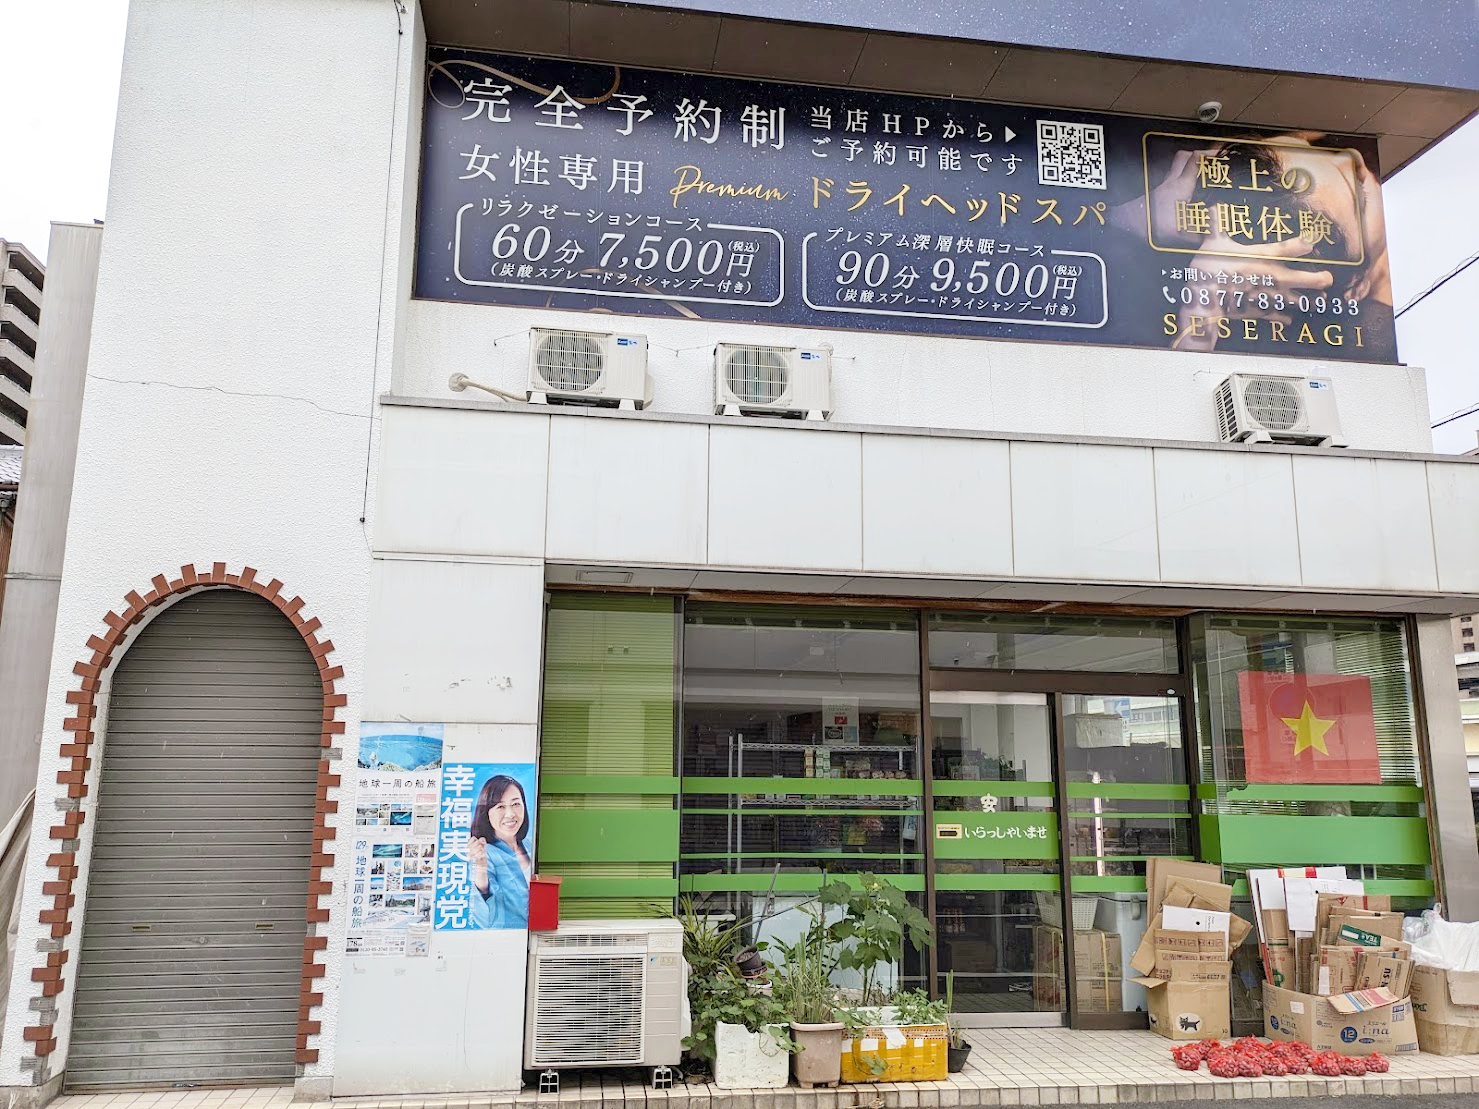 完全予約制
当店HPから
ご予約可能です
女性専用 Premium ドライヘッドスパ
リラクゼーションコース
60分 7,500円(税込)
(炭酸スプレー・ドライシャンプー付き)
プレミアム深層快眠コース
90分 9,500円(税込)
(炭酸スプレー・ドライシャンプー付き)
極上の
睡眠体験
お問い合わせは
0877-83-0933
SESERAGI
地球一周の船旅
129
地球一周の船旅
幸福実現党
安
いらっしゃいませ
i:na
12